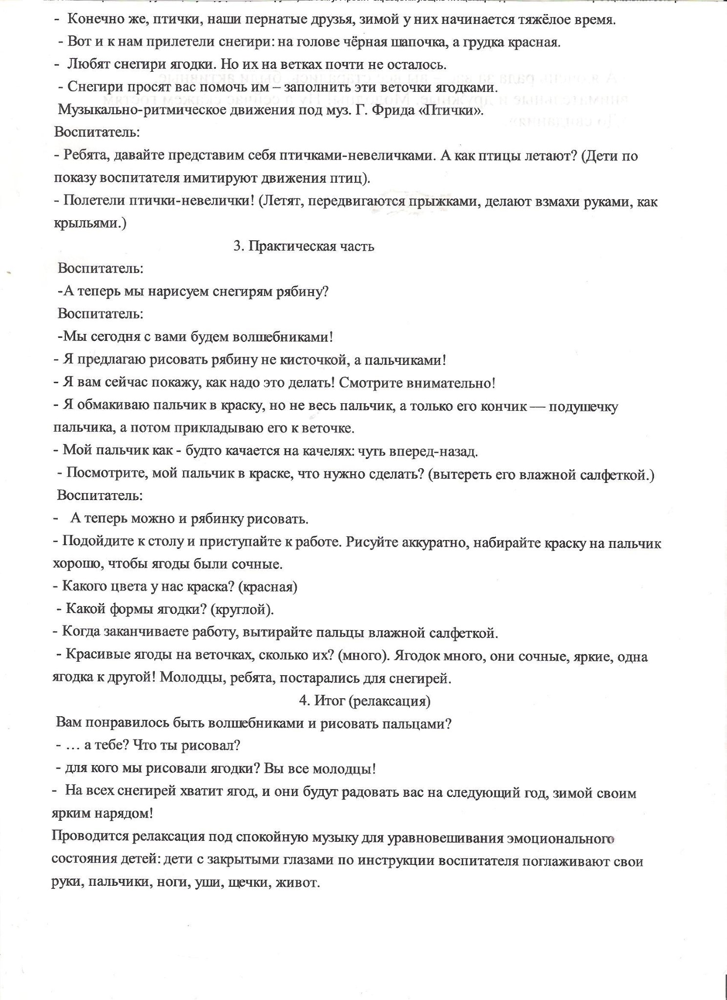 - Конечно же, птички, наши пернатые друзья, зимой у них начинается тяжёлое время.
- Вот и к нам прилетели снегири: на голове чёрная шапочка, а грудка красная.
- Любят снегири ягодки. Но их на ветках почти не осталось.
- Снегири просят вас помочь им – заполнить эти веточки ягодками.
Музыкально-ритмическое движения под муз. Г. Фрида «Птички».
Воспитатель:
- Ребята, давайте представим себя птичками-невеличками. А как птицы летают? (Дети по
показу воспитателя имитируют движения птиц).
- Полетели птички-невелички! (Летят, передвигаются прыжками, делают взмахи руками, как
крыльями.)
3. Практическая часть
Воспитатель:
-А теперь мы нарисуем снегирям рябину?
Воспитатель:
-Мы сегодня с вами будем волшебниками!
- Я предлагаю рисовать рябину не кисточкой, а пальчиками!
- Я вам сейчас покажу, как надо это делать! Смотрите внимательно!
- Я обмакиваю пальчик в краску, но не весь пальчик, а только его кончик — подушечку
пальчика, а потом прикладываю его к веточке.
- Мой пальчик как - будто качается на качелях: чуть вперед-назад.
- Посмотрите, мой пальчик в краске, что нужно сделать? (вытереть его влажной салфеткой.)
Воспитатель:
- А теперь можно и рябинку рисовать.
- Подойдите к столу и приступайте к работе. Рисуйте аккуратно, набирайте краску на пальчик
хорошо, чтобы ягоды были сочные.
- Какого цвета у нас краска? (красная)
- Какой формы ягодки? (круглой).
- Когда заканчиваете работу, вытирайте пальцы влажной салфеткой.
- Красивые ягоды на веточках, сколько их? (много). Ягодок много, они сочные, яркие, одна
ягодка к другой! Молодцы, ребята, постарались для снегирей.
4. Итог (релаксация)
Вам понравилось быть волшебниками и рисовать пальцами?
- … а тебе? Что ты рисовал?
- для кого мы рисовали ягодки? Вы все молодцы!
- На всех снегирей хватит ягод, и они будут радовать вас на следующий год, зимой своим
ярким нарядом!
Проводится релаксация под спокойную музыку для уравновешивания эмоционального
состояния детей: дети с закрытыми глазами по инструкции воспитателя поглаживают свои
руки, пальчики, ноги, уши, щечки, живот.